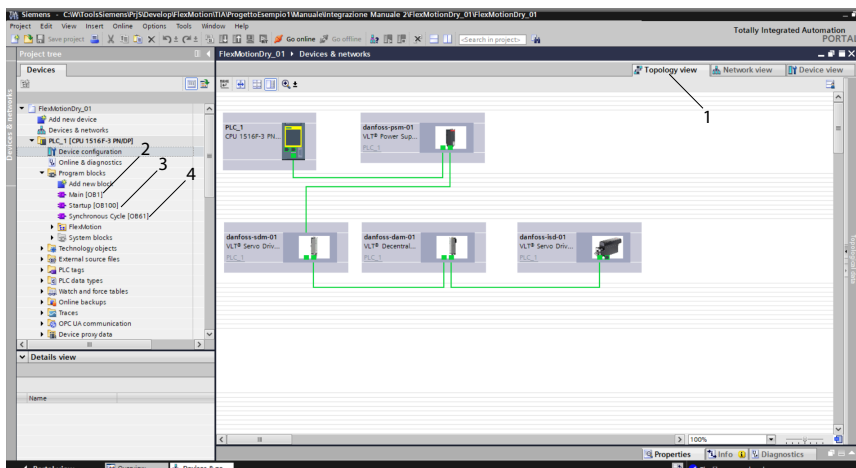 Siemens - C:\W\ToolsSiemens\PrjS\Develop\FlexMotion\TIA\ProgettoEsempio1\Manuale\Integrazione Manuale 2\FlexMotionDry_01\FlexMotionDry_01
Project Edit View Insert Online Options Tools Window Help
Totally Integrated Automation
PORTAL
Save project
Go online
Go offline
<Search in project>
Project tree
FlexMotionDry_01 ▸ Devices & networks
Devices
Topology view
Network view
Device view
1
FlexMotionDry_01
Add new device
Devices & networks
PLC_1 [CPU 1516F-3 PN/DP]
Device configuration
2
Online & diagnostics
3
Program blocks
4
Add new block
Main [OB1]
Startup [OB100]
Synchronous Cycle [OB61]
FlexMotion
System blocks
Technology objects
External source files
PLC tags
PLC data types
Watch and force tables
Online backups
Traces
OPC UA communication
Device proxy data
PLC_1
CPU 1516F-3 PN...
danfoss-psm-01
VLT® Power Sup...
PLC_1
danfoss-sdm-01
VLT® Servo Driv...
PLC_1
danfoss-dam-01
VLT® Decentral...
PLC_1
danfoss-isd-01
VLT® Servo Driv...
PLC_1
Devices & networks
Details view
Name
100%
Properties
Info
Diagnostics